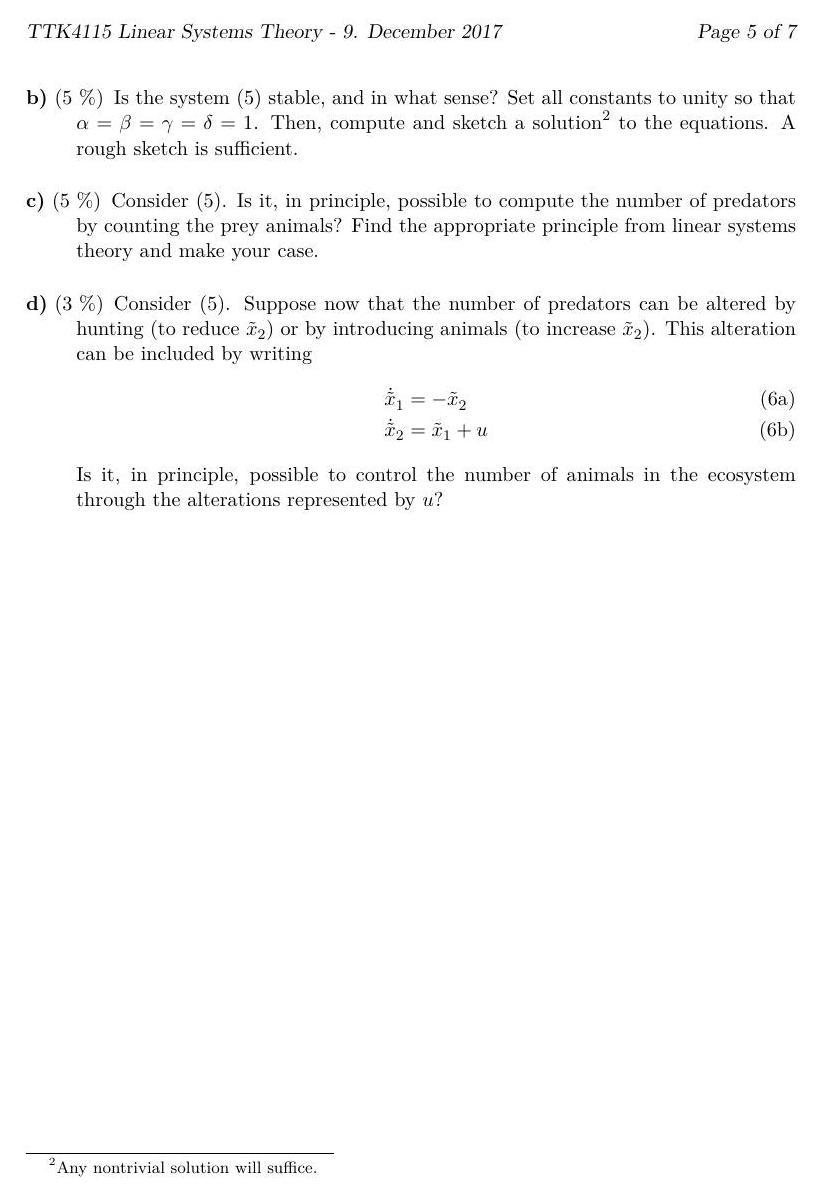 TTK4115 Linear Systems Theory - 9. December 2017 Page 5 of 7
b) (5 %) Is the system (5) stable, and in what sense? Set all constants to unity so that
α = β = γ = δ = 1. Then, compute and sketch a solution² to the equations. A
rough sketch is sufficient.
c) (5 %) Consider (5). Is it, in principle, possible to compute the number of predators
by counting the prey animals? Find the appropriate principle from linear systems
theory and make your case.
d) (3 %) Consider (5). Suppose now that the number of predators can be altered by
hunting (to reduce x̃₂) or by introducing animals (to increase x̃₂). This alteration
can be included by writing
x̃̇₁ = −x̃₂ (6a)
x̃̇₂ = x̃₁ + u (6b)
Is it, in principle, possible to control the number of animals in the ecosystem
through the alterations represented by u?
²Any nontrivial solution will suffice.